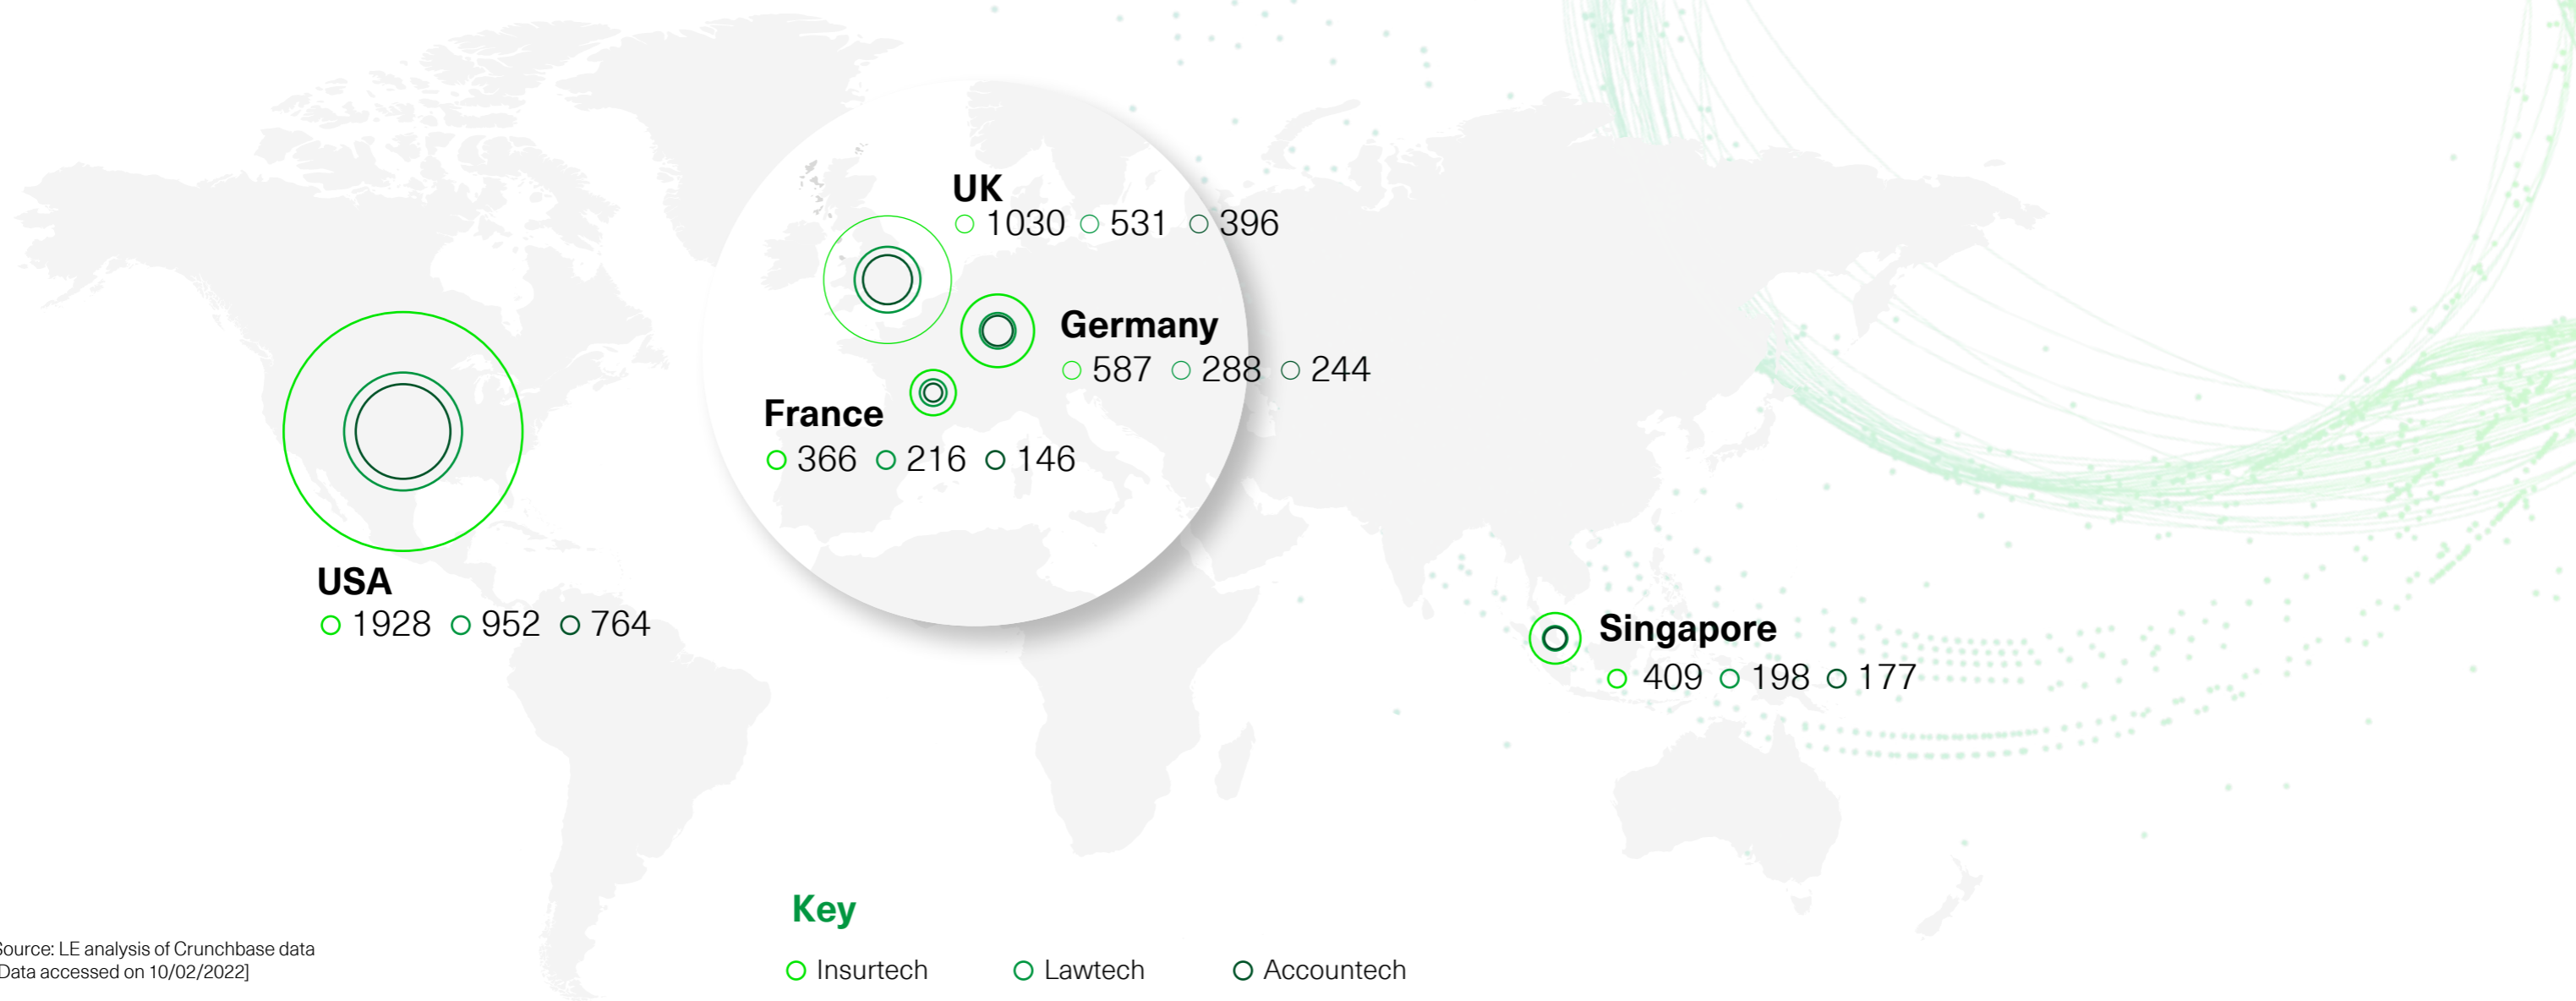 UK
1030 531 396
Germany
587 288 244
France
366 216 146
USA
1928 952 764
Singapore
409 198 177
Key
Insurtech Lawtech Accountech
Source: LE analysis of Crunchbase data
[Data accessed on 10/02/2022]